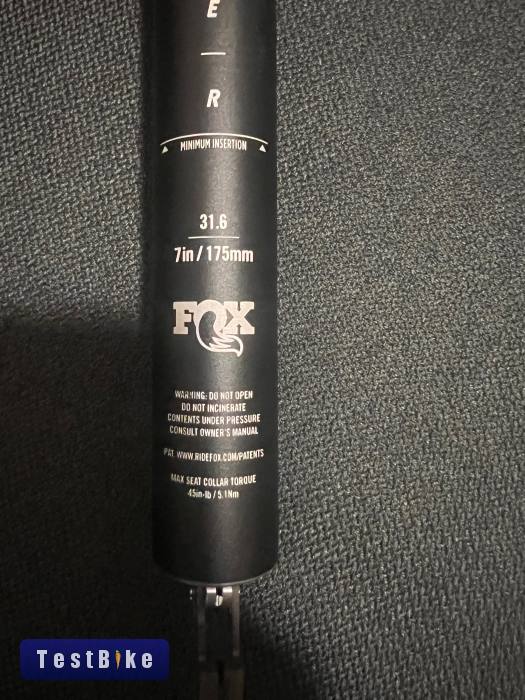 E
R
MINIMUM INSERTION
31.6
7in / 175mm
FOX
WARNING: DO NOT OPEN
DO NOT INCINERATE
CONTENTS UNDER PRESSURE
CONSULT OWNER'S MANUAL
PAT. WWW.RIDEFOX.COM/PATENTS
MAX SEAT COLLAR TORQUE
45in-lb / 5.1Nm
TestBike